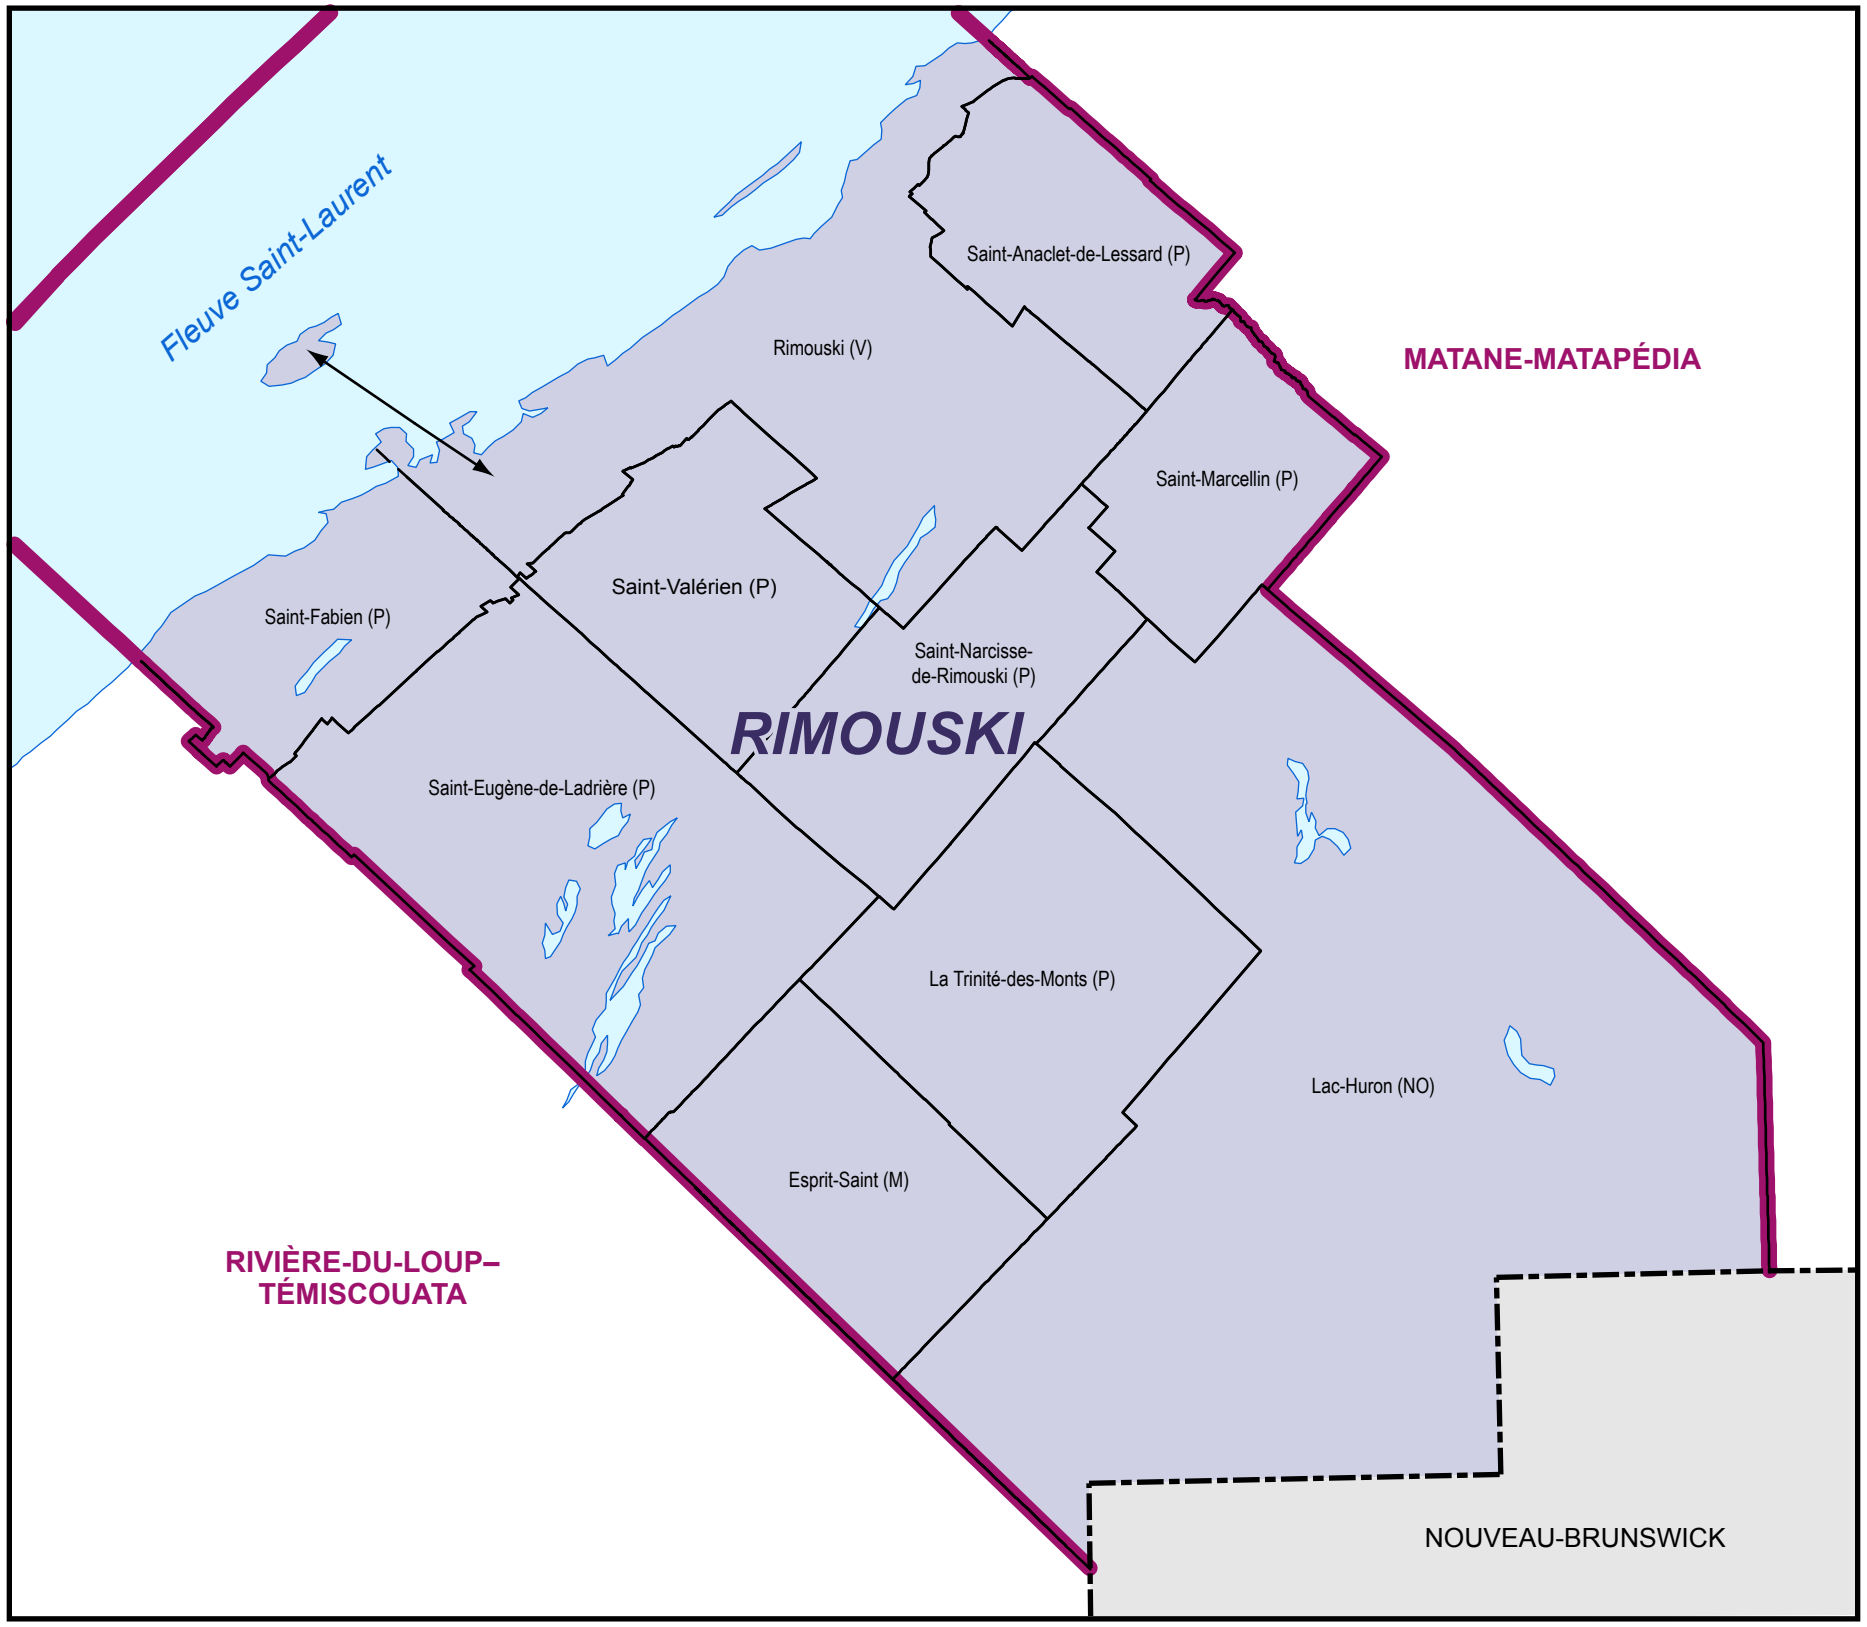 Fleuve Saint-Laurent
Saint-Anaclet-de-Lessard (P)
Rimouski (V)
MATANE-MATAPÉDIA
Saint-Marcellin (P)
Saint-Valérien (P)
Saint-Fabien (P)
Saint-Narcisse-
de-Rimouski (P)
RIMOUSKI
Saint-Eugène-de-Ladrière (P)
La Trinité-des-Monts (P)
Lac-Huron (NO)
Esprit-Saint (M)
RIVIÈRE-DU-LOUP–
TÉMISCOUATA
NOUVEAU-BRUNSWICK